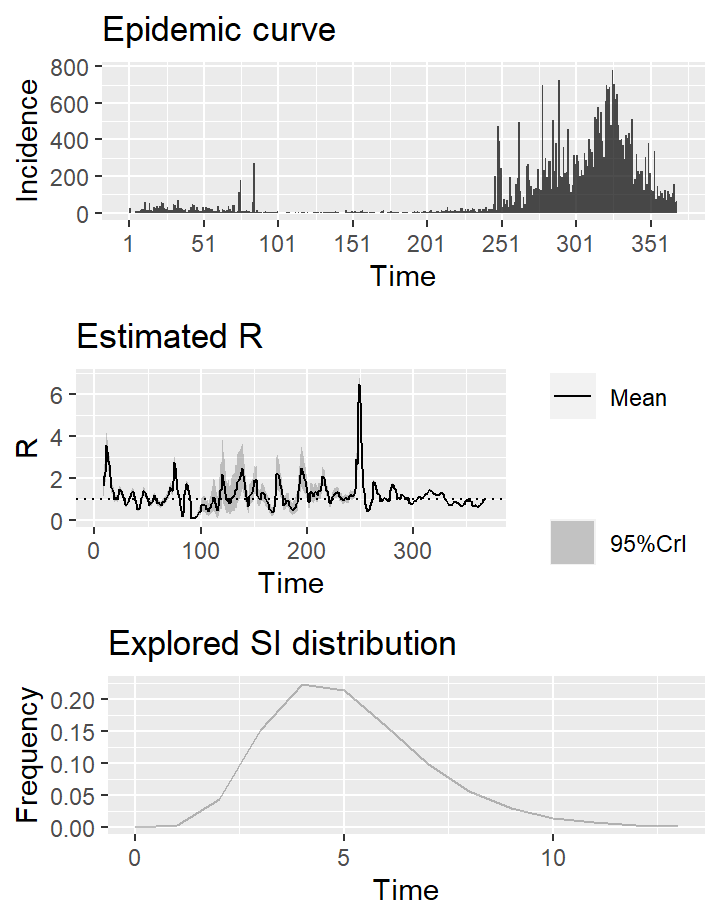 Epidemic curve
800
600
400
200
0
Incidence
1 51 101 151 201 251 301 351
Time
Estimated R
6
4
2
0
R
0 100 200 300
Time
Mean
95%CrI
Explored SI distribution
0.20
0.15
0.10
0.05
0.00
Frequency
0 5 10
Time